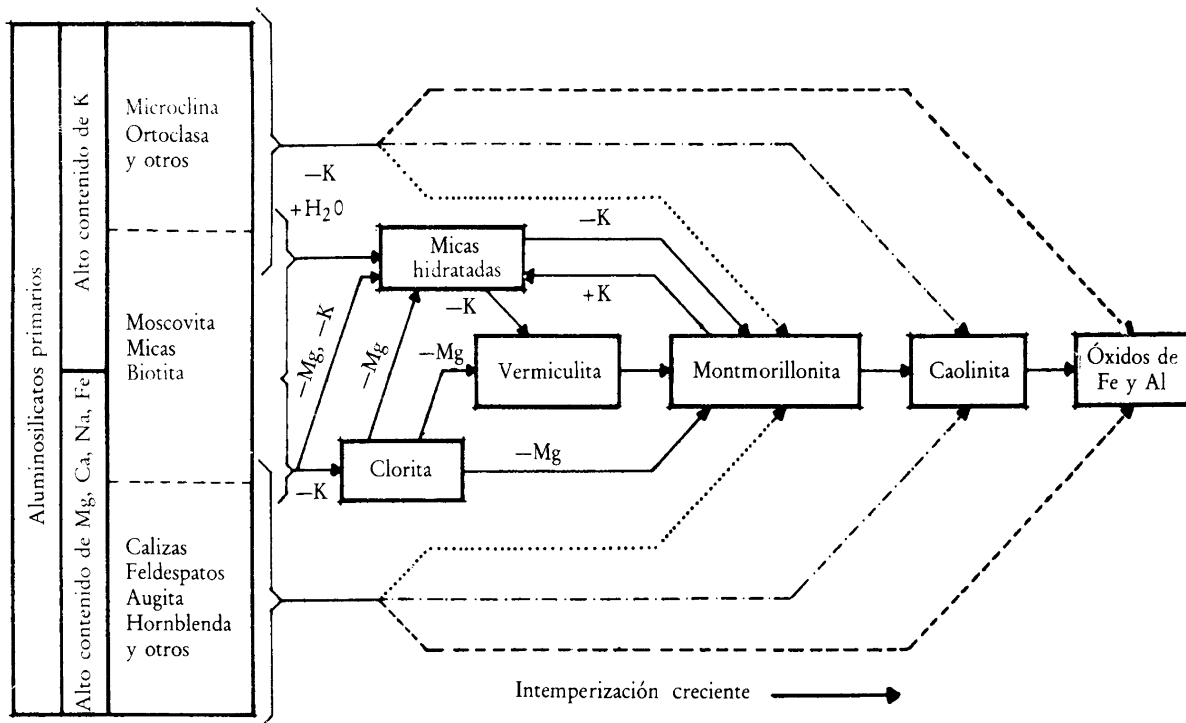 Aluminosilicatos primarios
Alto contenido de K
Alto contenido de Mg, Ca, Na, Fe
Microclina
Ortoclasa
y otros
Moscovita
Micas
Biotita
Calizas
Feldespatos
Augita
Hornblenda
y otros
—K
+H₂0
—Mg, —K
—K
Micas
hidratadas
—K
+K
—K
—Mg
—Mg
Vermiculita
Montmorillonita
Caolinita
Óxidos de
Fe y Al
Clorita
—Mg
Intemperización creciente